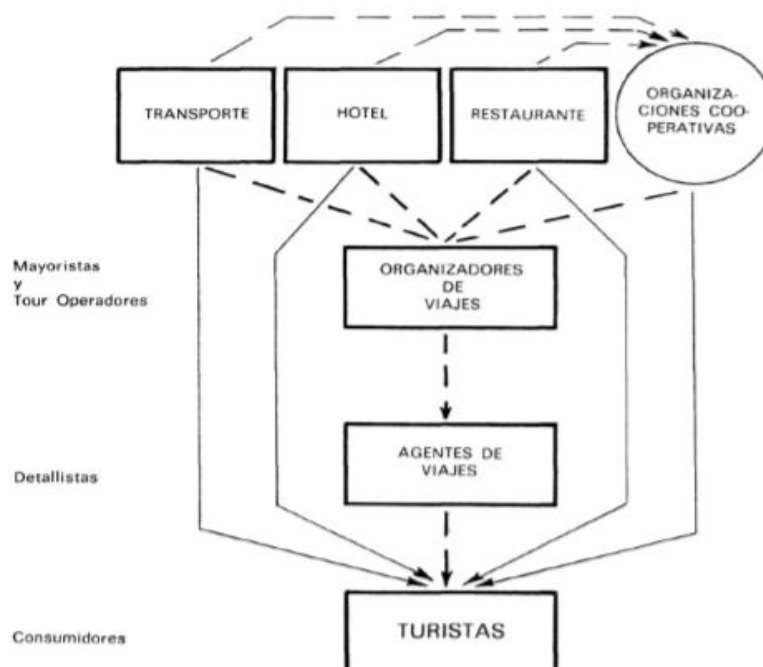 TRANSPORTE
HOTEL
RESTAURANTE
ORGANIZA-
CIONES COO-
PERATIVAS
Mayoristas
y
Tour Operadores
ORGANIZADORES
DE
VIAJES
Detallistas
AGENTES DE
VIAJES
Consumidores
TURISTAS